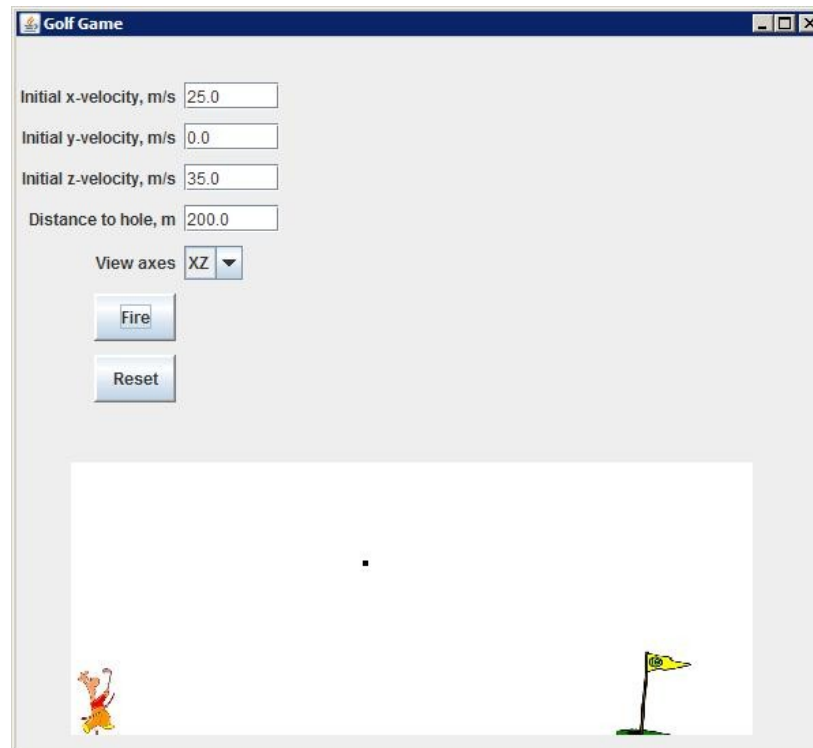 Golf Game
Initial x-velocity, m/s 25.0
Initial y-velocity, m/s 0.0
Initial z-velocity, m/s 35.0
Distance to hole, m 200.0
View axes XZ
Fire
Reset